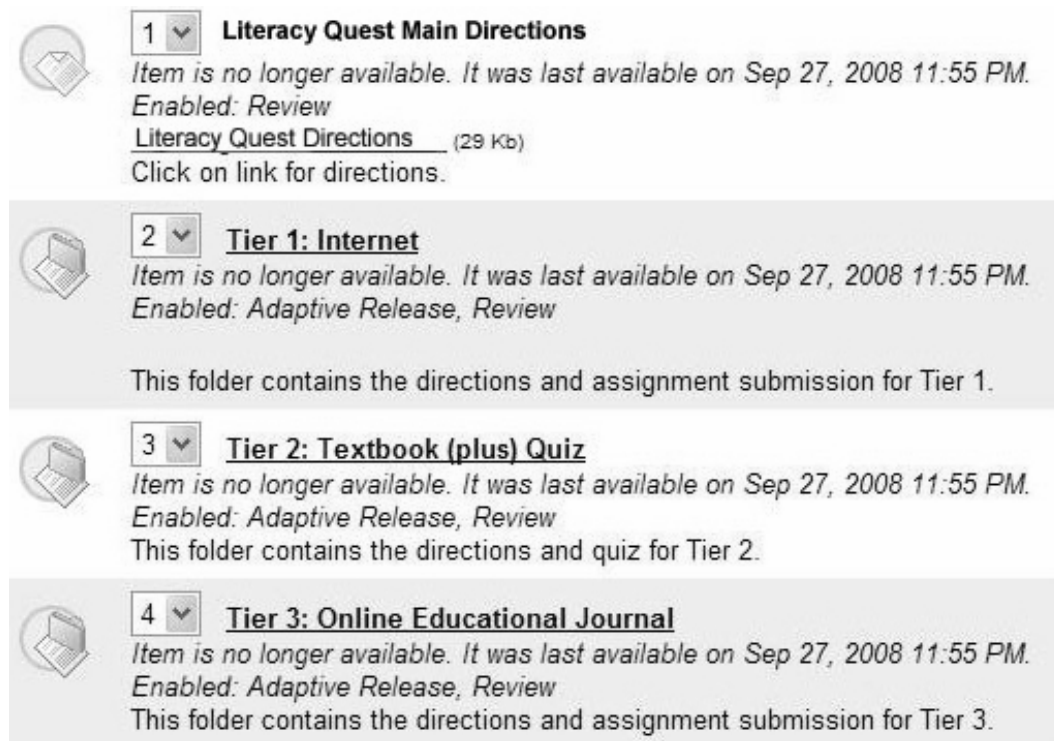 1 Literacy Quest Main Directions
Item is no longer available. It was last available on Sep 27, 2008 11:55 PM.
Enabled: Review
Literacy Quest Directions (29 Kb)
Click on link for directions.
2 Tier 1: Internet
Item is no longer available. It was last available on Sep 27, 2008 11:55 PM.
Enabled: Adaptive Release, Review
This folder contains the directions and assignment submission for Tier 1.
3 Tier 2: Textbook (plus) Quiz
Item is no longer available. It was last available on Sep 27, 2008 11:55 PM.
Enabled: Adaptive Release, Review
This folder contains the directions and quiz for Tier 2.
4 Tier 3: Online Educational Journal
Item is no longer available. It was last available on Sep 27, 2008 11:55 PM.
Enabled: Adaptive Release, Review
This folder contains the directions and assignment submission for Tier 3.